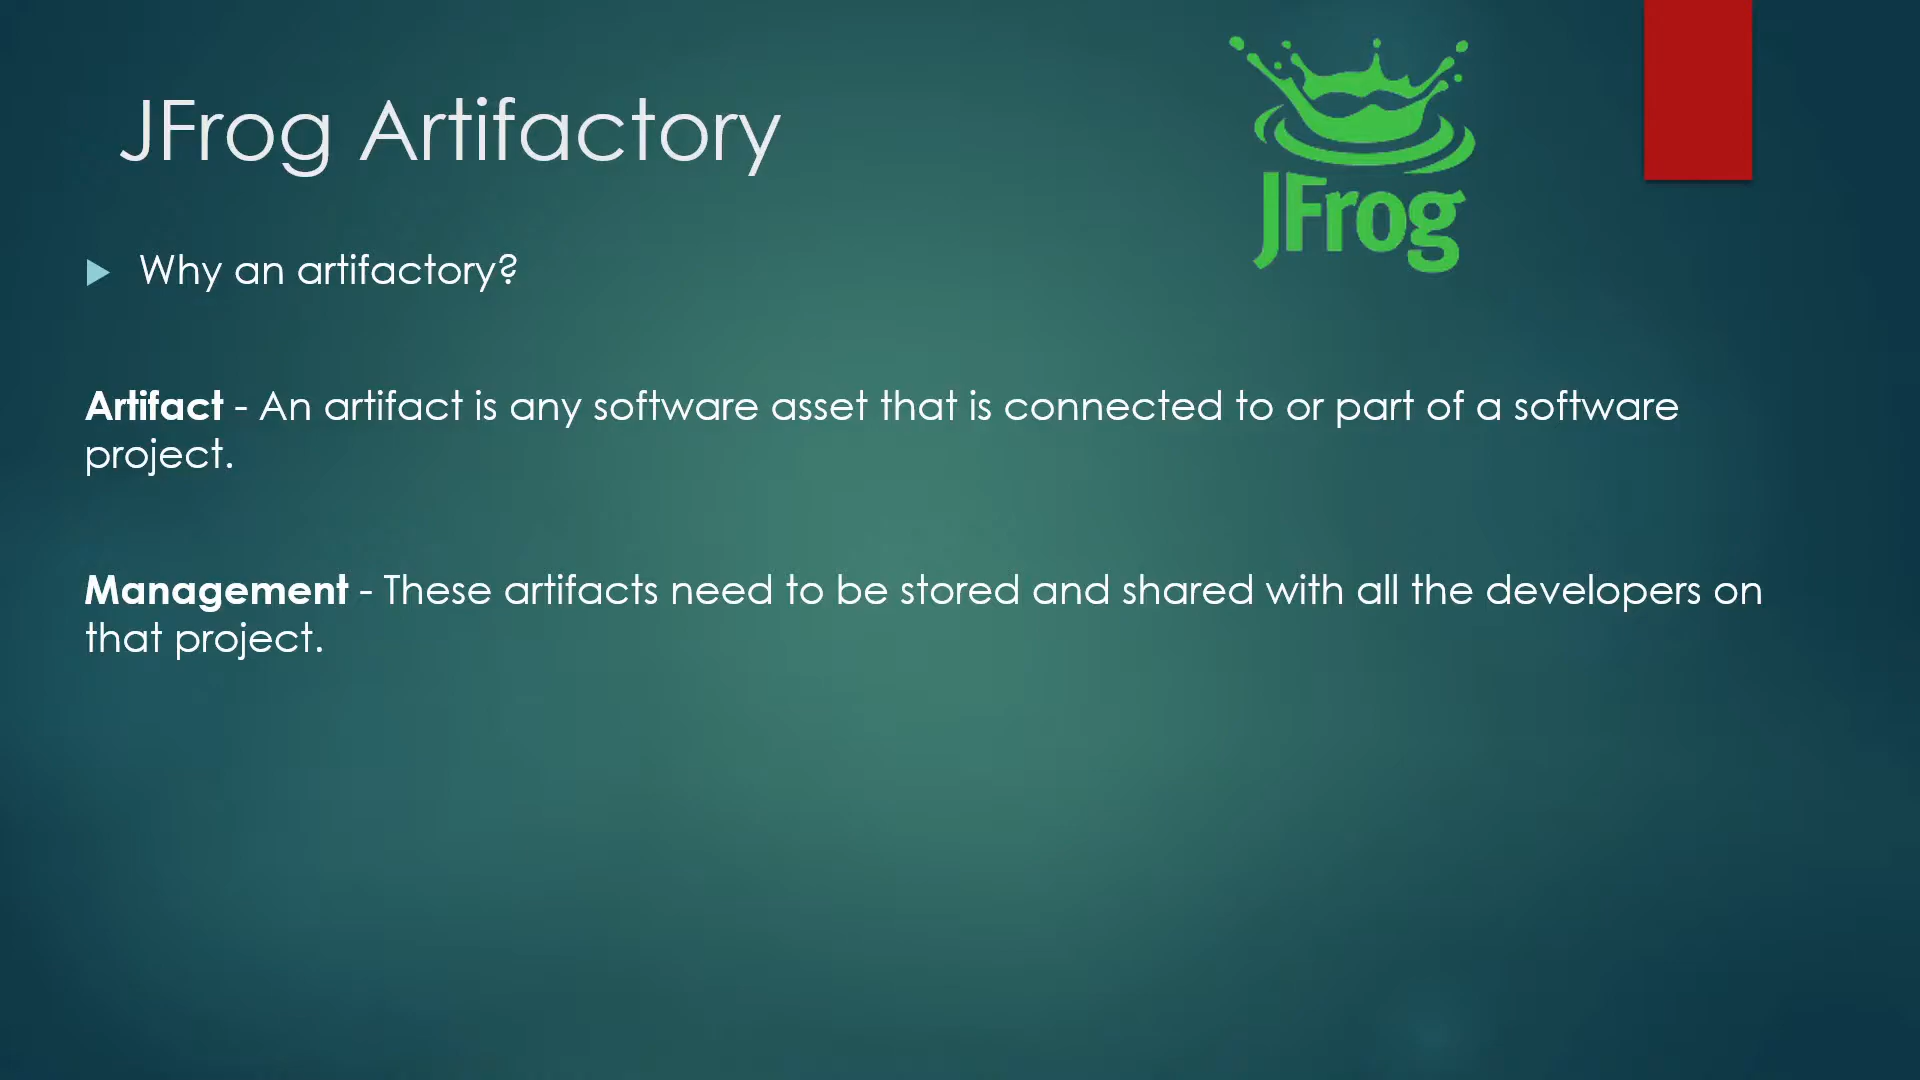 JFrog Artifactory
JFrog
Why an artifactory?
Artifact - An artifact is any software asset that is connected to or part of a software
project.
Management - These artifacts need to be stored and shared with all the developers on
that project.